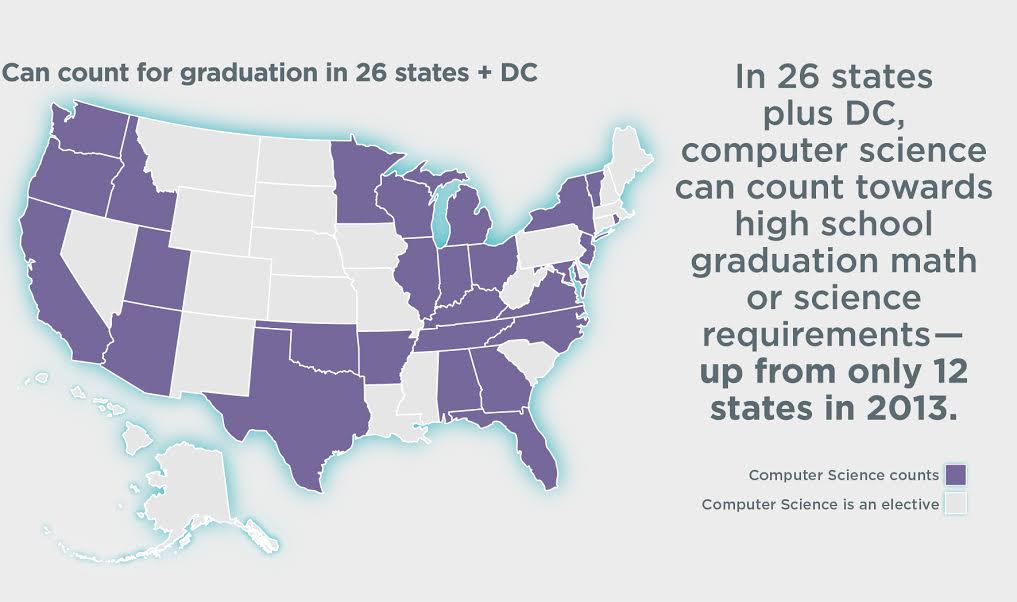 Can count for graduation in 26 states + DC
In 26 states
plus DC,
computer science
can count towards
high school
graduation math
or science
requirements—
up from only 12
states in 2013.
Computer Science counts
Computer Science is an elective